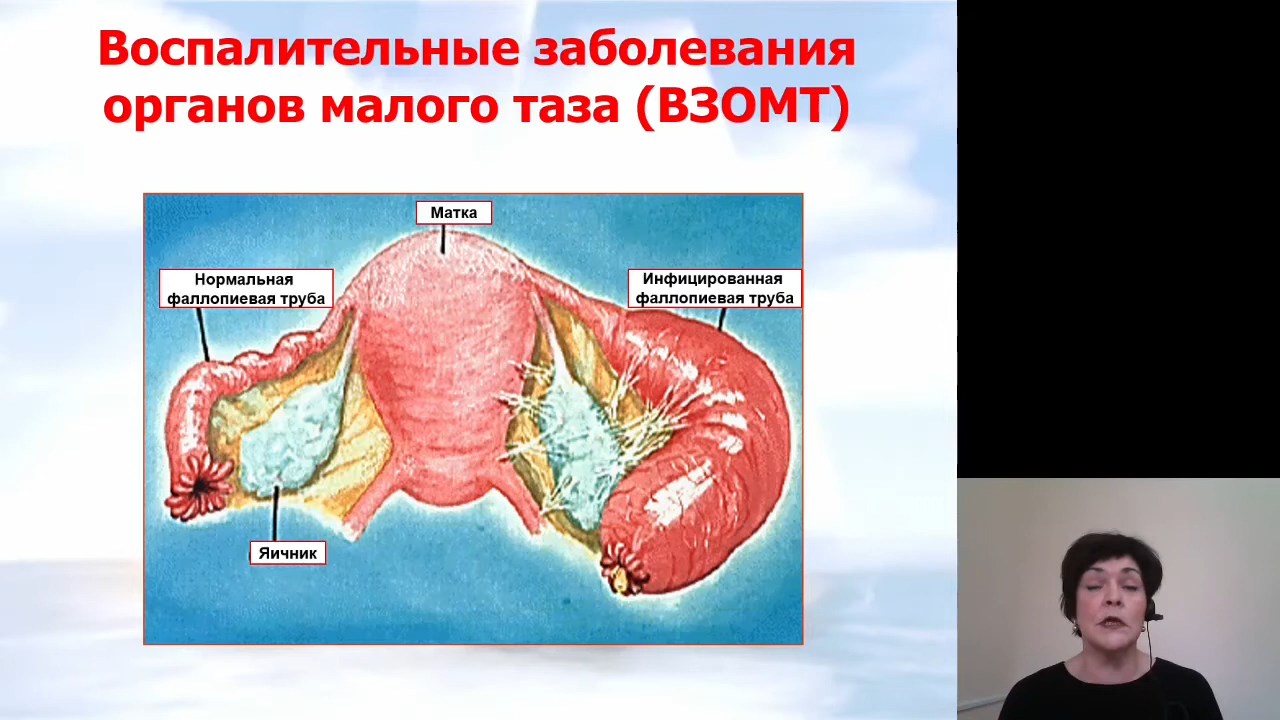 Воспалительные заболевания
органов малого таза (ВЗОМТ)
Матка
Нормальная
фаллопиевая труба
Инфицированная
фаллопиевая труба
Яичник